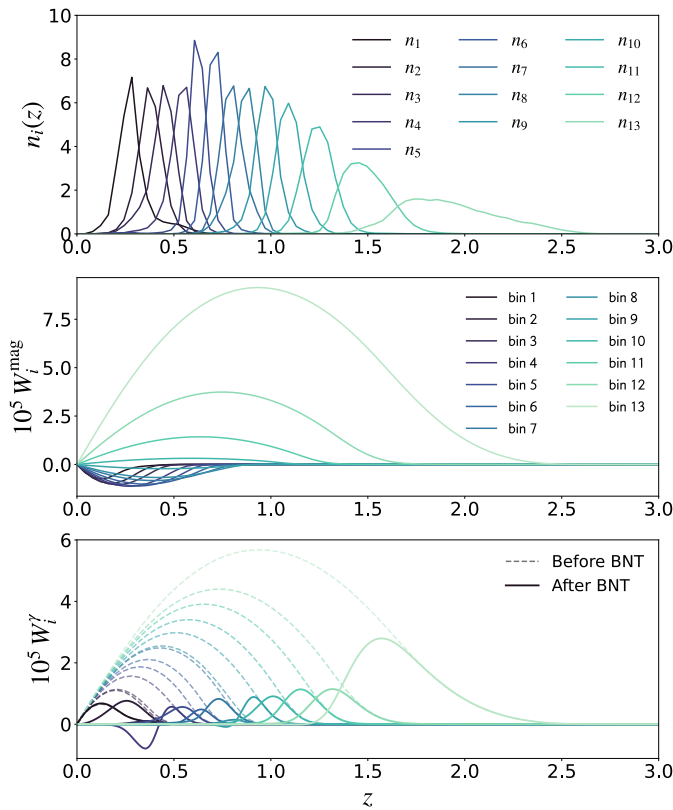 10
8
6
4
2
0
n_i(z)
n_1 n_6 n_10
n_2 n_7 n_11
n_3 n_8 n_12
n_4 n_9 n_13
n_5
0.0 0.5 1.0 1.5 2.0 2.5 3.0
7.5
5.0
2.5
0.0
10^5 W_i^mag
bin 1 bin 8
bin 2 bin 9
bin 3 bin 10
bin 4 bin 11
bin 5 bin 12
bin 6 bin 13
bin 7
0.0 0.5 1.0 1.5 2.0 2.5 3.0
6
4
2
0
10^5 W_i^γ
Before BNT
After BNT
0.0 0.5 1.0 1.5 2.0 2.5 3.0
z